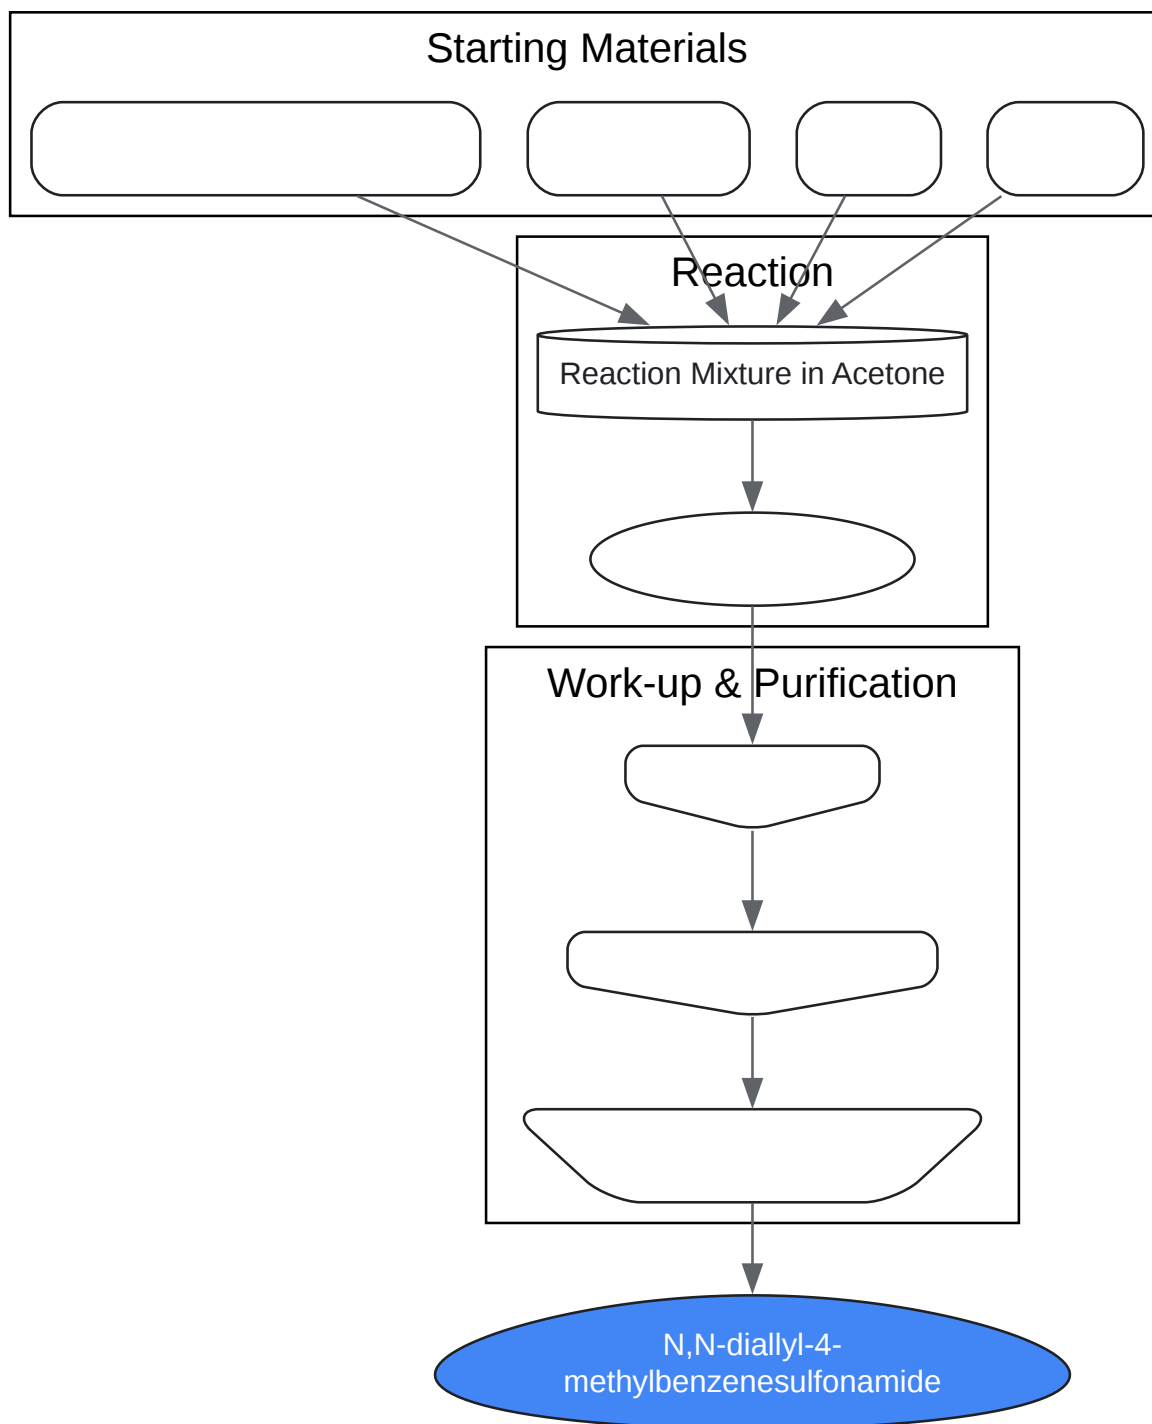 Starting Materials
Reaction
Reaction Mixture in Acetone
Work-up & Purification
N,N-diallyl-4-
methylbenzenesulfonamide